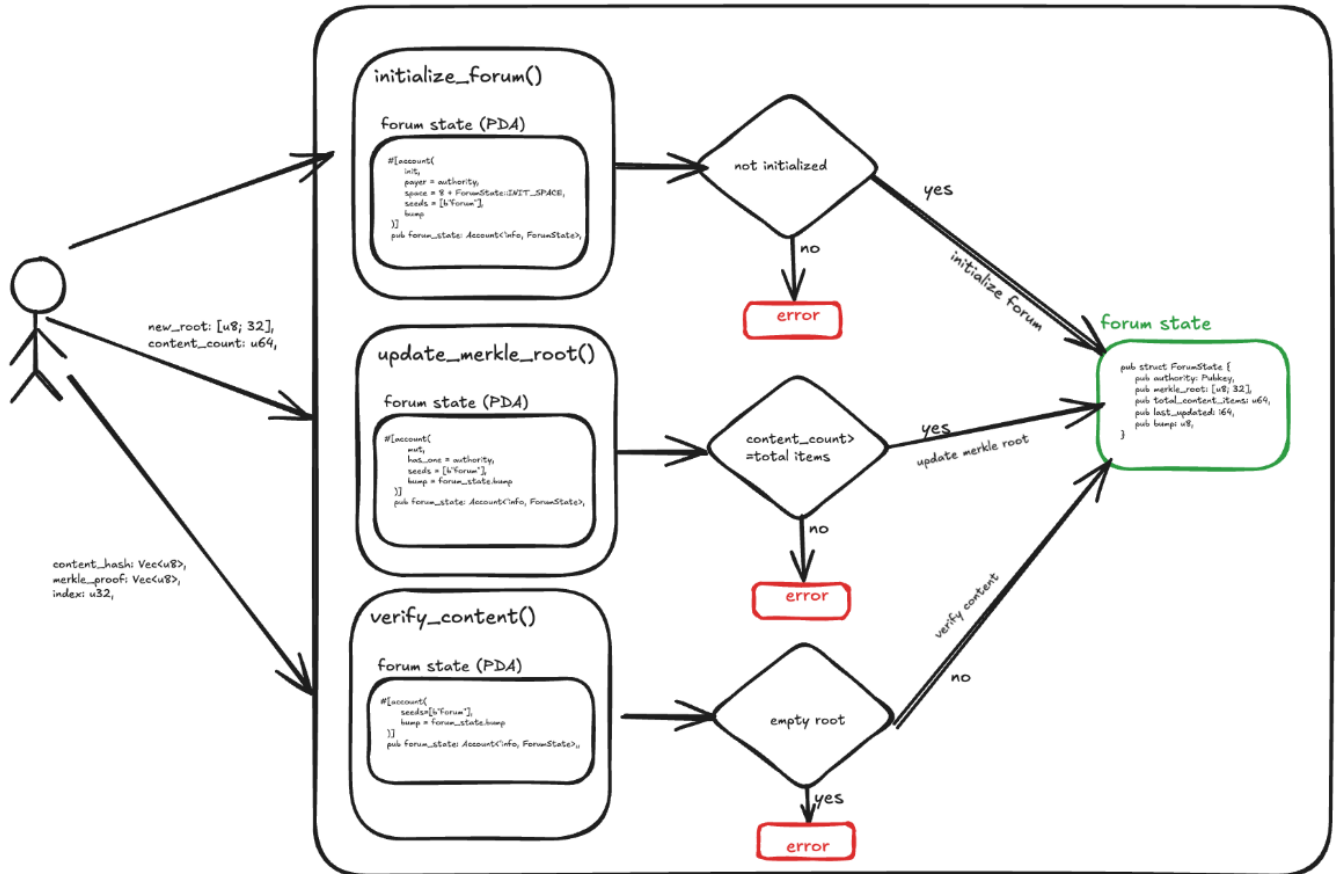 initialize_forum()
forum state (PDA)
#[account(
init,
payer = authority,
space = 8 + ForumState::INIT_SPACE,
seeds = [b"forum"],
bump
)]
pub forum_state: Account<'info, ForumState>,
not initialized
yes
no
initialize forum
error
new_root: [u8; 32],
content_count: u64,
update_merkle_root()
forum state (PDA)
#[account(
mut,
has_one = authority,
seeds = [b"forum"],
bump = forum_state.bump
)]
pub forum_state: Account<'info, ForumState>,
content_count>
=total items
yes
update merkle root
no
error
forum state
pub struct ForumState {
pub authority: Pubkey,
pub merkle_root: [u8; 32],
pub total_content_items: u64,
pub last_updated: i64,
pub bump: u8,
}
content_hash: Vec<u8>,
merkle_proof: Vec<u8>,
index: u32,
verify_content()
forum state (PDA)
#[account(
seeds=[b"forum"],
bump = forum_state.bump
)]
pub forum_state: Account<'info, ForumState>,,
empty root
verify content
no
yes
error